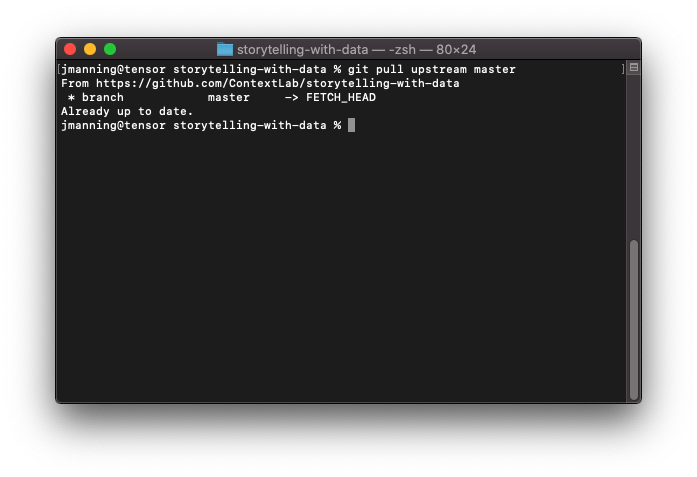 storytelling-with-data — -zsh — 80×24
[jmanning@tensor storytelling-with-data % git pull upstream master ]
From https://github.com/ContextLab/storytelling-with-data
 * branch            master     -> FETCH_HEAD
Already up to date.
jmanning@tensor storytelling-with-data %